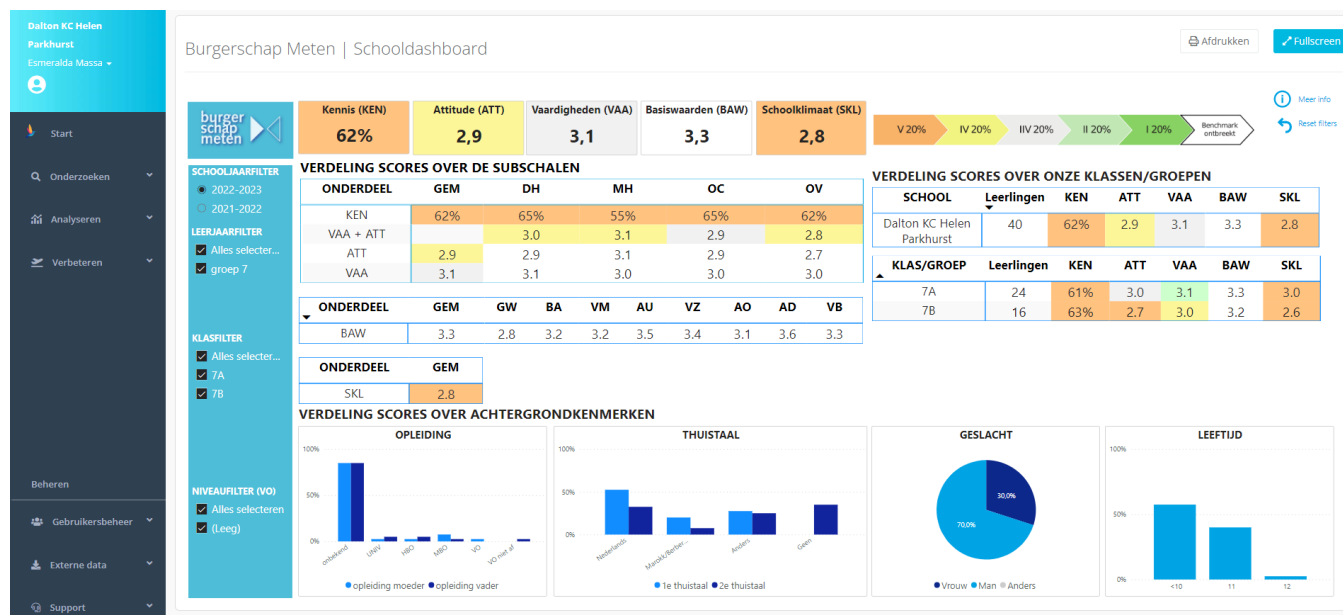 Dalton KC Helen
Parkhurst
Esmeralda Massa
Start
Onderzoeken
Analyseren
Verbeteren
Beheren
Gebruikersbeheer
Externe data
Support
Burgerschap Meten | Schooldashboard
Afdrukken
Fullscreen
Meer info
Reset filters
burger
schap
meten
Kennis (KEN)
62%
Attitude (ATT)
2,9
Vaardigheden (VAA)
3,1
Basiswaarden (BAW)
3,3
Schoolklimaat (SKL)
2,8
V 20% IV 20% IIV 20% II 20% I 20% Benchmark
ontbreekt
SCHOOLJAARFILTER
2022-2023
2021-2022
LEERJAARFILTER
Alles selecter...
groep 7
KLASFILTER
Alles selecter...
7A
7B
NIVEAUFILTER (VO)
Alles selecteren
(Leeg)
VERDELING SCORES OVER DE SUBSCHALEN
ONDERDEEL GEM DH MH OC OV
KEN 62% 65% 55% 65% 62%
VAA + ATT 3.0 3.1 2.9 2.8
ATT 2.9 2.9 3.1 2.9 2.7
VAA 3.1 3.1 3.0 3.0 3.0
ONDERDEEL GEM GW BA VM AU VZ AO AD VB
BAW 3.3 2.8 3.2 3.2 3.5 3.4 3.1 3.6 3.3
ONDERDEEL GEM
SKL 2.8
VERDELING SCORES OVER ONZE KLASSEN/GROEPEN
SCHOOL Leerlingen KEN ATT VAA BAW SKL
Dalton KC Helen
Parkhurst 40 62% 2.9 3.1 3.3 2.8
KLAS/GROEP Leerlingen KEN ATT VAA BAW SKL
7A 24 61% 3.0 3.1 3.3 3.0
7B 16 63% 2.7 3.0 3.2 2.6
VERDELING SCORES OVER ACHTERGRONDKENMERKEN
OPLEIDING
100%
50%
0%
onbekend UNIV HBO MBO VO VO niet af
opleiding moeder opleiding vader
THUISTAAL
100%
50%
0%
Nederlands Marokk/Berber... Anders Geen
1e thuistaal 2e thuistaal
GESLACHT
30,0%
70,0%
Vrouw Man Anders
LEEFTIJD
100%
50%
0%
<10 11 12